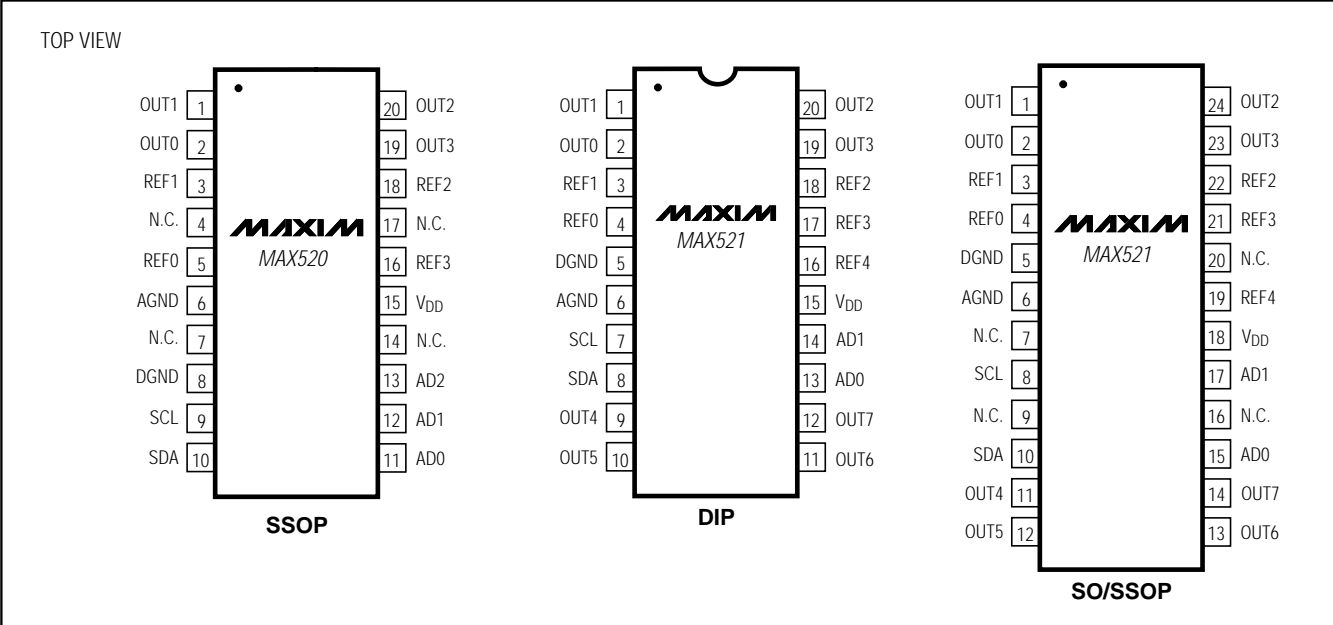 TOP VIEW
OUT1 1 20 OUT2
OUT0 2 19 OUT3
REF1 3 18 REF2
N.C. 4 17 N.C.
REF0 5 16 REF3
AGND 6 15 VDD
N.C. 7 14 N.C.
DGND 8 13 AD2
SCL 9 12 AD1
SDA 10 11 AD0
MAXIM
MAX520
SSOP
OUT1 1 20 OUT2
OUT0 2 19 OUT3
REF1 3 18 REF2
REF0 4 17 REF3
DGND 5 16 REF4
AGND 6 15 VDD
SCL 7 14 AD1
SDA 8 13 AD0
OUT4 9 12 OUT7
OUT5 10 11 OUT6
MAXIM
MAX521
DIP
OUT1 1 24 OUT2
OUT0 2 23 OUT3
REF1 3 22 REF2
REF0 4 21 REF3
DGND 5 20 N.C.
AGND 6 19 REF4
N.C. 7 18 VDD
SCL 8 17 AD1
N.C. 9 16 N.C.
SDA 10 15 AD0
OUT4 11 14 OUT7
OUT5 12 13 OUT6
MAXIM
MAX521
SO/SSOP